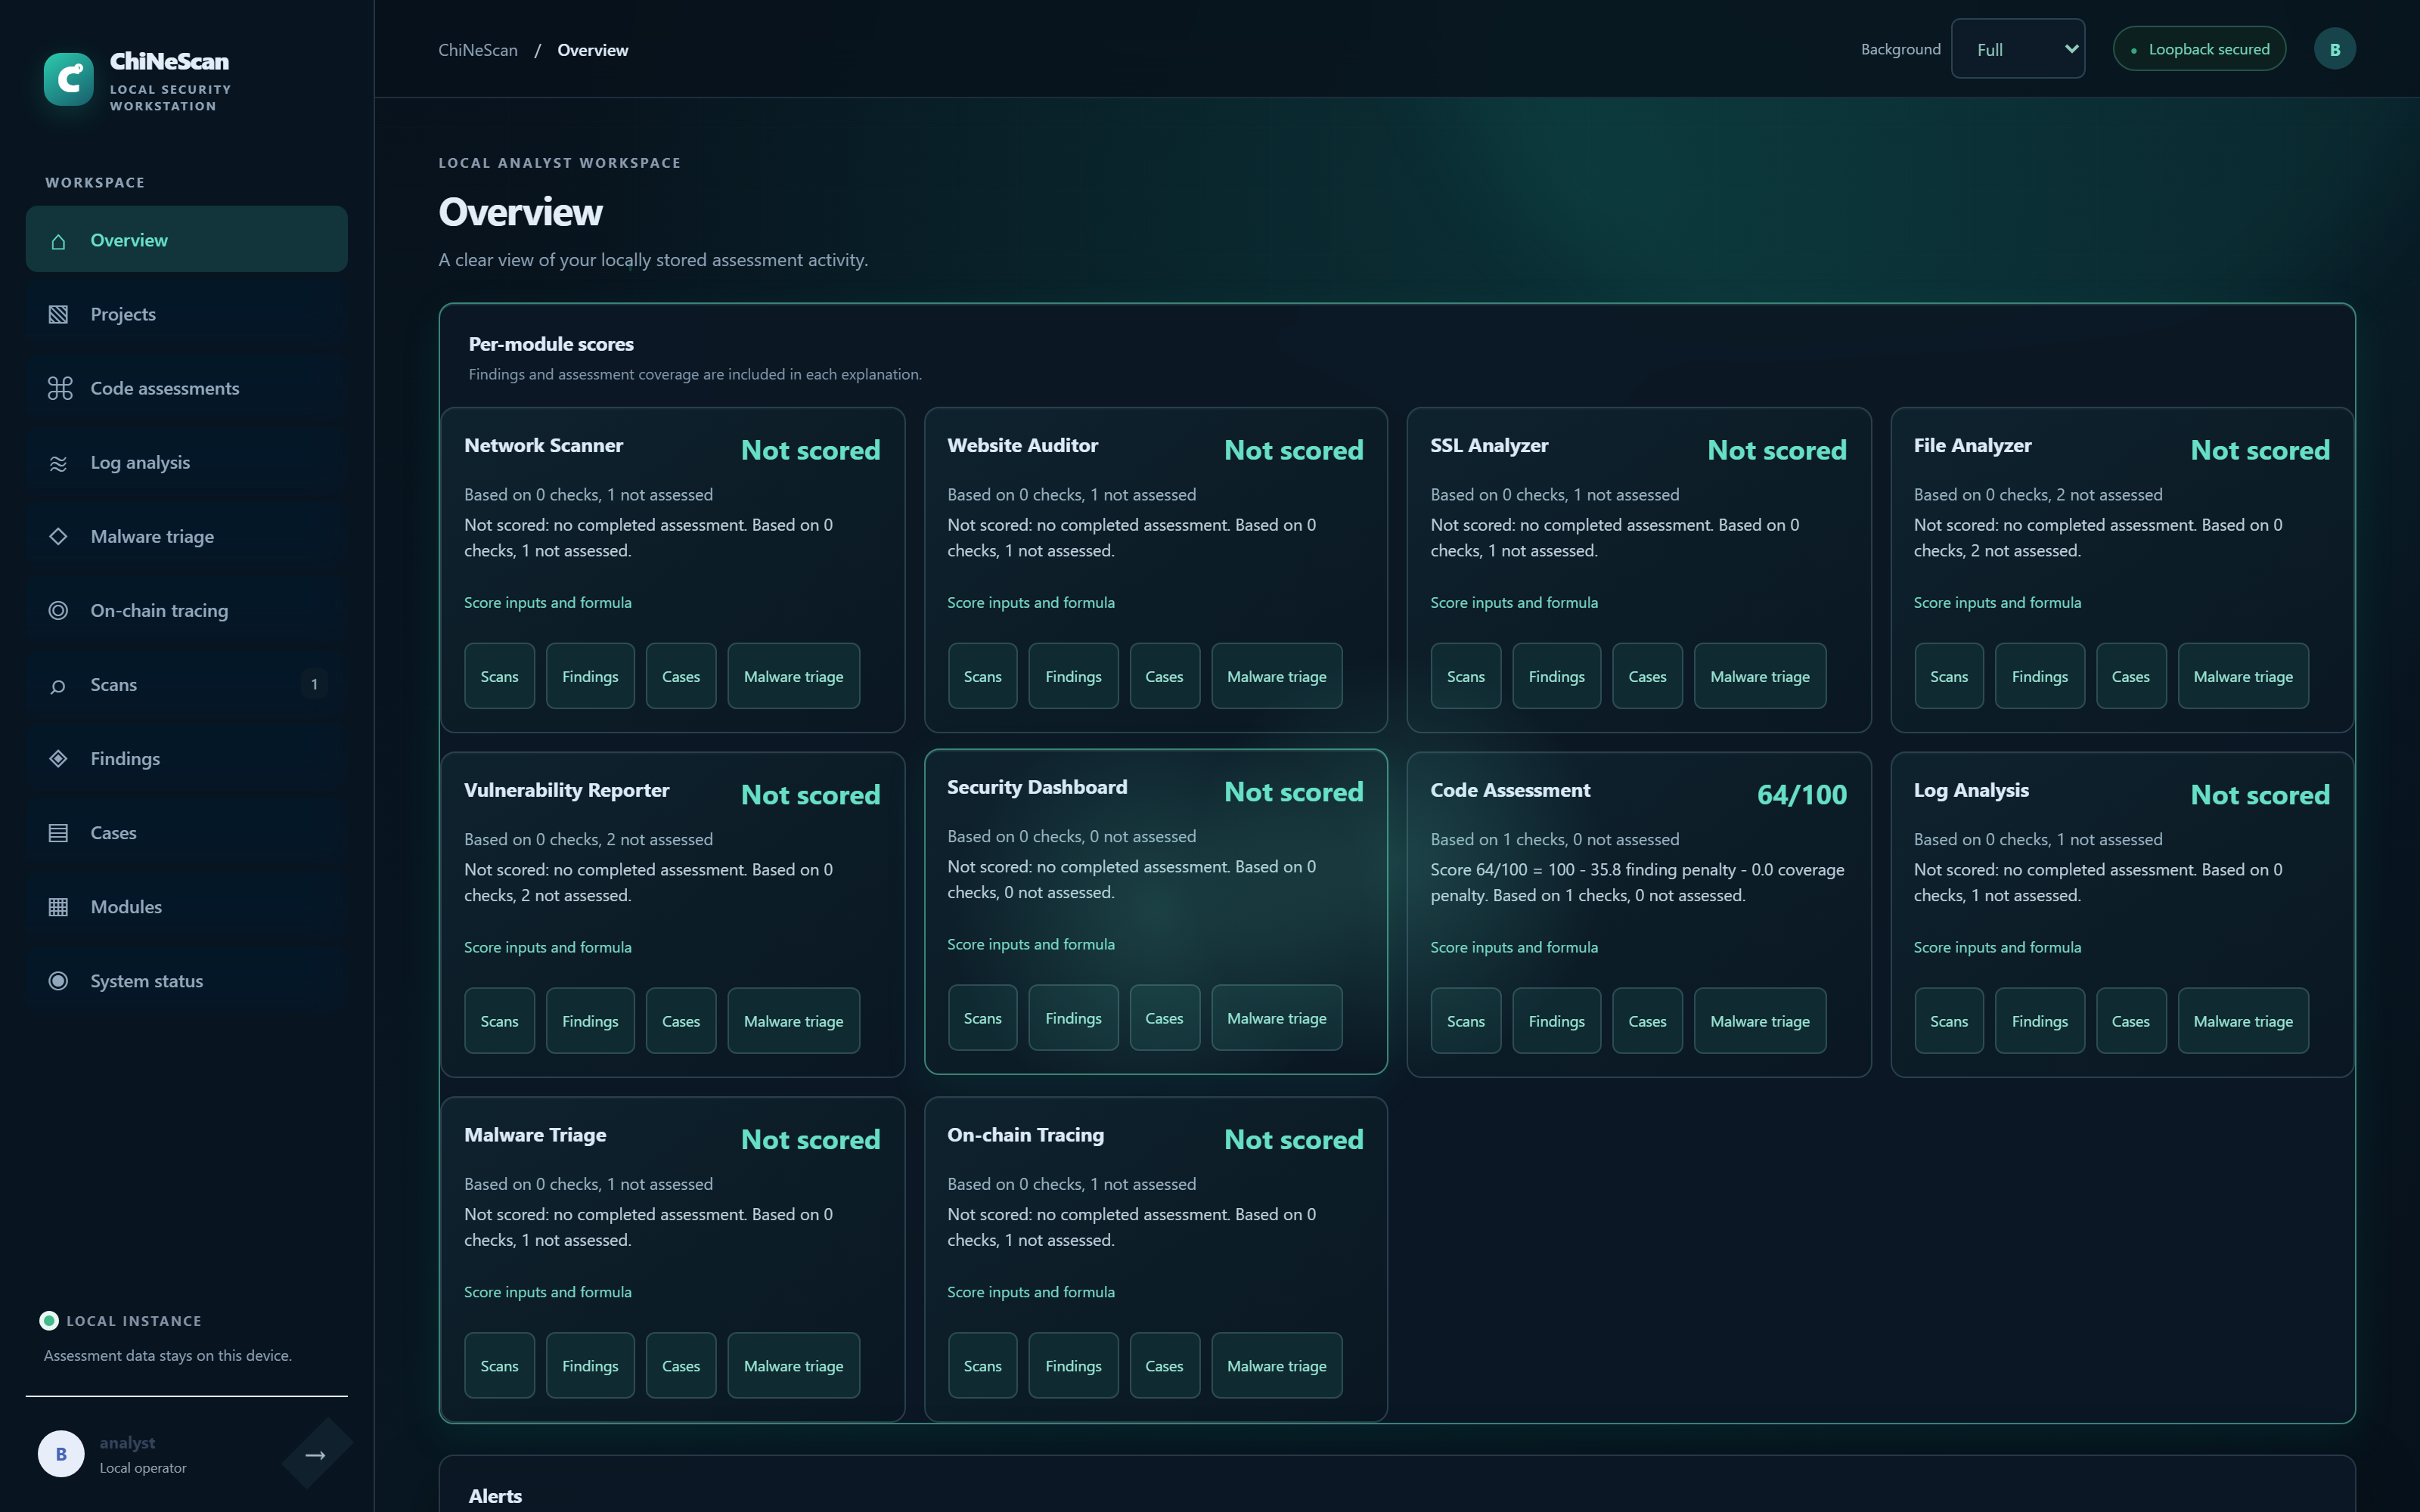 ChiNeScan
LOCAL SECURITY
WORKSTATION
WORKSPACE
Overview
Projects
Code assessments
Log analysis
Malware triage
On-chain tracing
Scans 1
Findings
Cases
Modules
System status
LOCAL INSTANCE
Assessment data stays on this device.
B
analyst
Local operator
→
ChiNeScan / Overview
Background Full Loopback secured B
LOCAL ANALYST WORKSPACE
Overview
A clear view of your locally stored assessment activity.
Per-module scores
Findings and assessment coverage are included in each explanation.
Network Scanner Not scored
Based on 0 checks, 1 not assessed
Not scored: no completed assessment. Based on 0
checks, 1 not assessed.
Score inputs and formula
Scans Findings Cases Malware triage
Website Auditor Not scored
Based on 0 checks, 1 not assessed
Not scored: no completed assessment. Based on 0
checks, 1 not assessed.
Score inputs and formula
Scans Findings Cases Malware triage
SSL Analyzer Not scored
Based on 0 checks, 1 not assessed
Not scored: no completed assessment. Based on 0
checks, 1 not assessed.
Score inputs and formula
Scans Findings Cases Malware triage
File Analyzer Not scored
Based on 0 checks, 2 not assessed
Not scored: no completed assessment. Based on 0
checks, 2 not assessed.
Score inputs and formula
Scans Findings Cases Malware triage
Vulnerability Reporter Not scored
Based on 0 checks, 2 not assessed
Not scored: no completed assessment. Based on 0
checks, 2 not assessed.
Score inputs and formula
Scans Findings Cases Malware triage
Security Dashboard Not scored
Based on 0 checks, 0 not assessed
Not scored: no completed assessment. Based on 0
checks, 0 not assessed.
Score inputs and formula
Scans Findings Cases Malware triage
Code Assessment 64/100
Based on 1 checks, 0 not assessed
Score 64/100 = 100 - 35.8 finding penalty - 0.0 coverage
penalty. Based on 1 checks, 0 not assessed.
Score inputs and formula
Scans Findings Cases Malware triage
Log Analysis Not scored
Based on 0 checks, 1 not assessed
Not scored: no completed assessment. Based on 0
checks, 1 not assessed.
Score inputs and formula
Scans Findings Cases Malware triage
Malware Triage Not scored
Based on 0 checks, 1 not assessed
Not scored: no completed assessment. Based on 0
checks, 1 not assessed.
Score inputs and formula
Scans Findings Cases Malware triage
On-chain Tracing Not scored
Based on 0 checks, 1 not assessed
Not scored: no completed assessment. Based on 0
checks, 1 not assessed.
Score inputs and formula
Scans Findings Cases Malware triage
Alerts